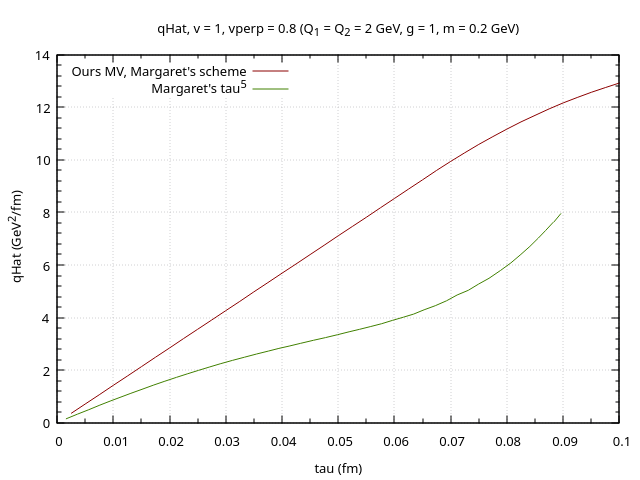 qHat, v = 1, vperp = 0.8 (Q₁ = Q₂ = 2 GeV, g = 1, m = 0.2 GeV)
Ours MV, Margaret's scheme
Margaret's tau⁵
qHat (GeV²/fm)
14
12
10
8
6
4
2
0
0 0.01 0.02 0.03 0.04 0.05 0.06 0.07 0.08 0.09 0.1
tau (fm)